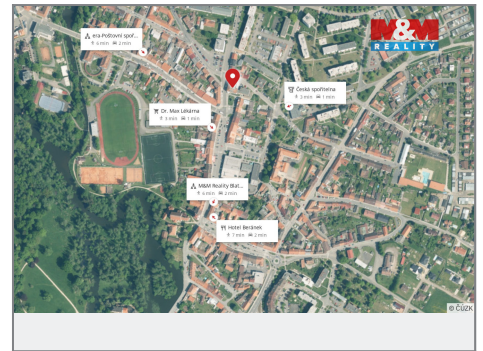 M&M
REALITY
era-Poštovní spoř...
6 min 2 min
Česká spořitelna
3 min 1 min
Dr. Max Lékárna
3 min 1 min
M&M Reality Blat...
6 min 2 min
Hotel Beránek
7 min 2 min
© ČÚZK